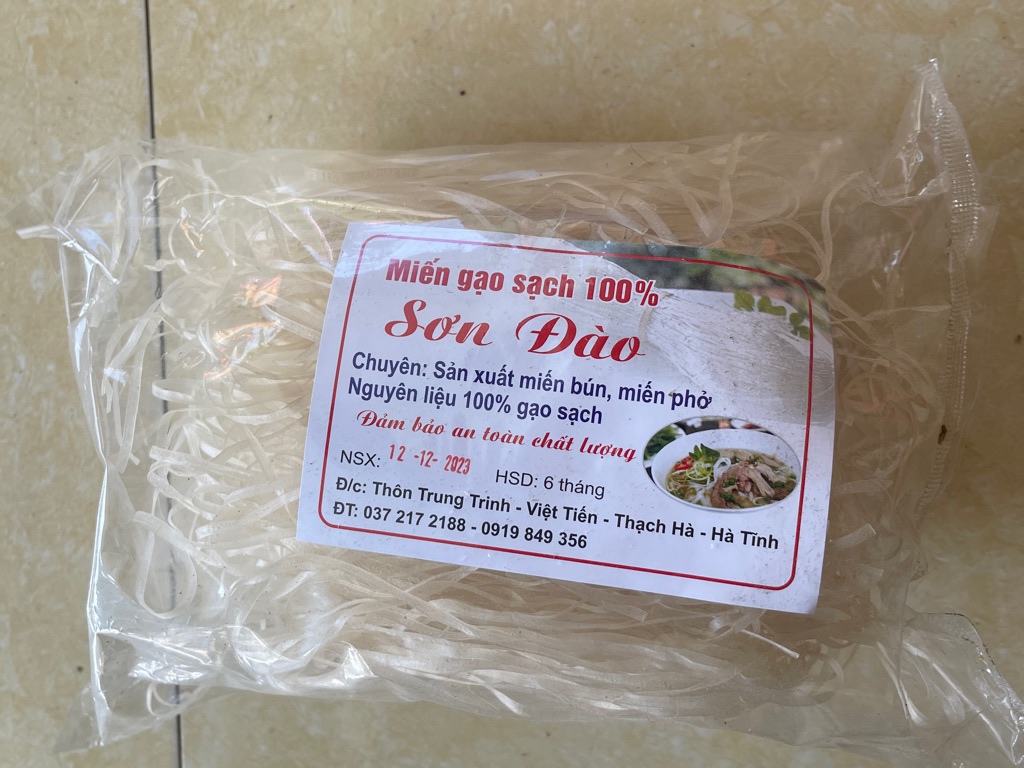 Miến gạo sạch 100%
Sơn Đào
Chuyên: Sản xuất miến bún, miến phở
Nguyên liệu 100% gạo sạch
Đảm bảo an toàn chất lượng
NSX: 12 -12- 2023 HSD: 6 tháng
Đ/c: Thôn Trung Trinh - Việt Tiến - Thạch Hà - Hà Tĩnh
ĐT: 037 217 2188 - 0919 849 356